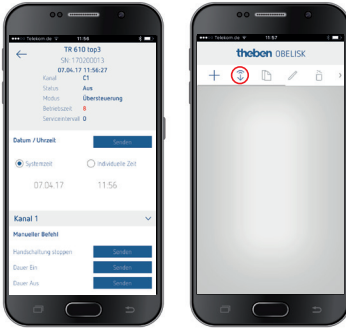 Telekom.de 11:56
TR 610 top3
SN: 170200013
07.04.17 11:56:27
Kanal C1
Status Aus
Modus Übersteuerung
Betriebszeit 8
Serviceintervall 0
Datum / Uhrzeit Senden
Systemzeit Individuelle Zeit
07.04.17 11:56
Kanal 1
Manueller Befehl
Handschaltung stoppen Senden
Dauer Ein Senden
Dauer Aus Senden
Telekom.de 11:57
theben OBELISK